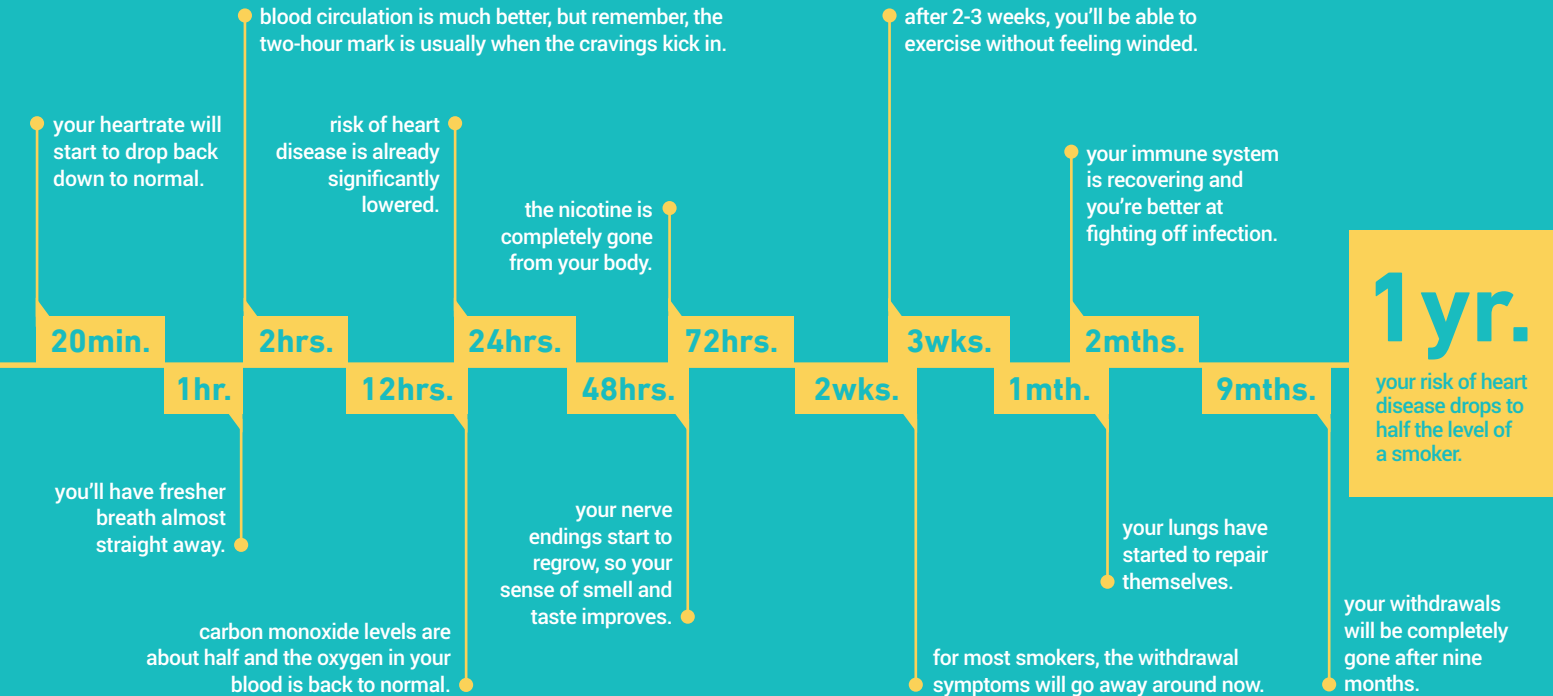 20min.
your heartrate will
start to drop back
down to normal.
1hr.
you'll have fresher
breath almost
straight away.
2hrs.
blood circulation is much better, but remember, the
two-hour mark is usually when the cravings kick in.
12hrs.
carbon monoxide levels are
about half and the oxygen in your
blood is back to normal.
24hrs.
risk of heart
disease is already
significantly
lowered.
48hrs.
your nerve
endings start to
regrow, so your
sense of smell and
taste improves.
72hrs.
the nicotine is
completely gone
from your body.
2wks.
for most smokers, the withdrawal
symptoms will go away around now.
3wks.
after 2-3 weeks, you'll be able to
exercise without feeling winded.
1mth.
your lungs have
started to repair
themselves.
2mths.
your immune system
is recovering and
you're better at
fighting off infection.
9mths.
your withdrawals
will be completely
gone after nine
months.
1yr.
your risk of heart
disease drops to
half the level of
a smoker.